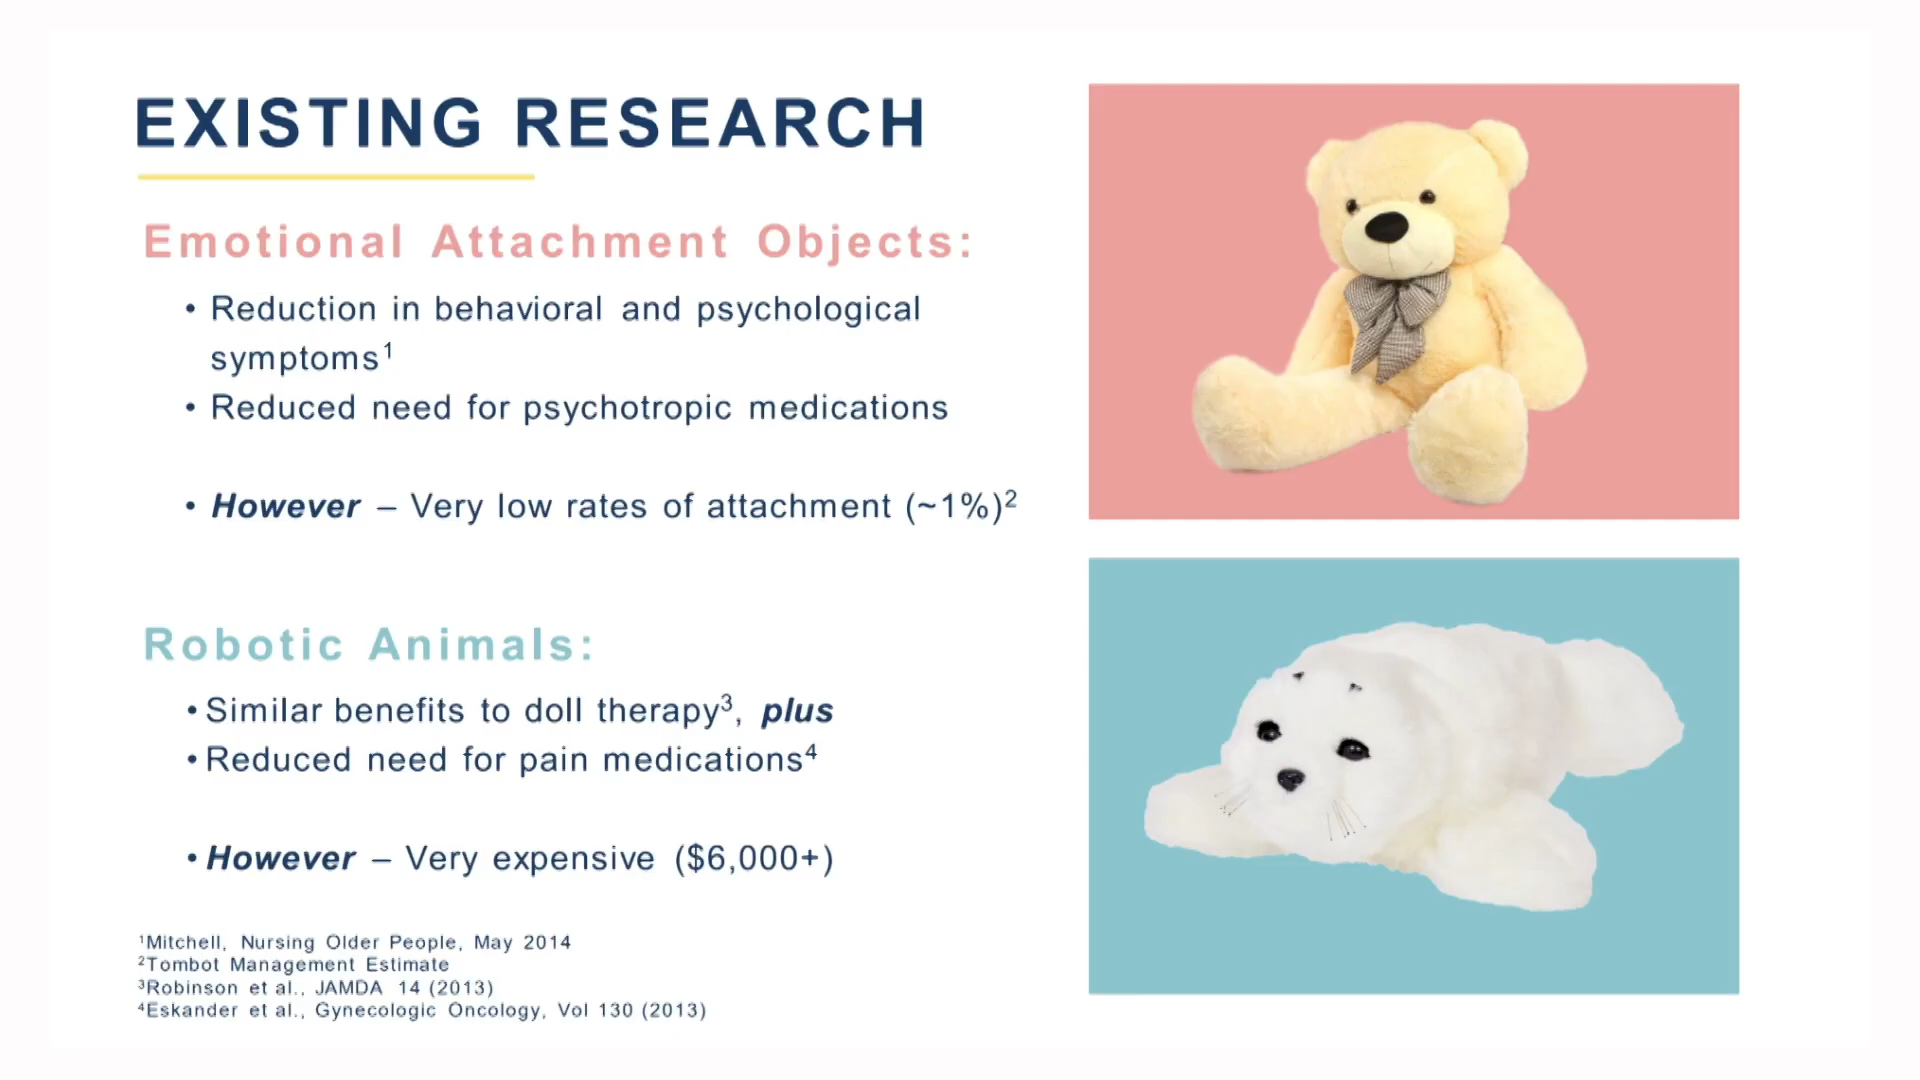 EXISTING RESEARCH
Emotional Attachment Objects:
• Reduction in behavioral and psychological
symptoms¹
• Reduced need for psychotropic medications
• However – Very low rates of attachment (~1%)²
Robotic Animals:
• Similar benefits to doll therapy³, plus
• Reduced need for pain medications⁴
• However – Very expensive ($6,000+)
¹Mitchell, Nursing Older People, May 2014
²Tombot Management Estimate
³Robinson et al., JAMDA 14 (2013)
⁴Eskander et al., Gynecologic Oncology, Vol 130 (2013)